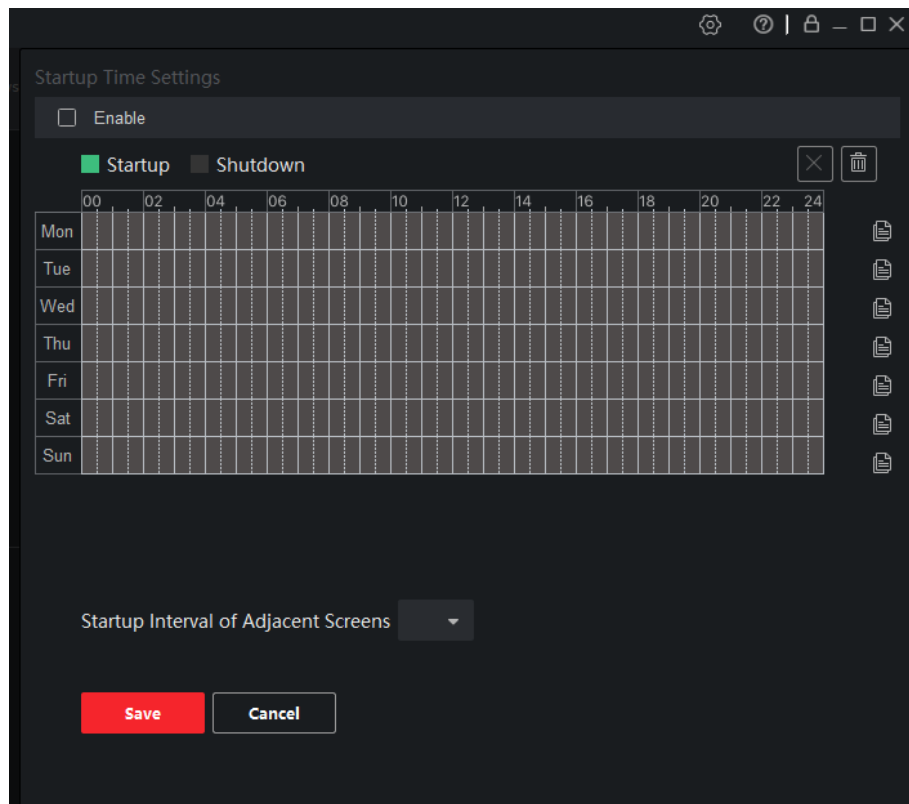 Startup Time Settings
Enable
Startup Shutdown
00 02 04 06 08 10 12 14 16 18 20 22 24
Mon
Tue
Wed
Thu
Fri
Sat
Sun
Startup Interval of Adjacent Screens
Save Cancel